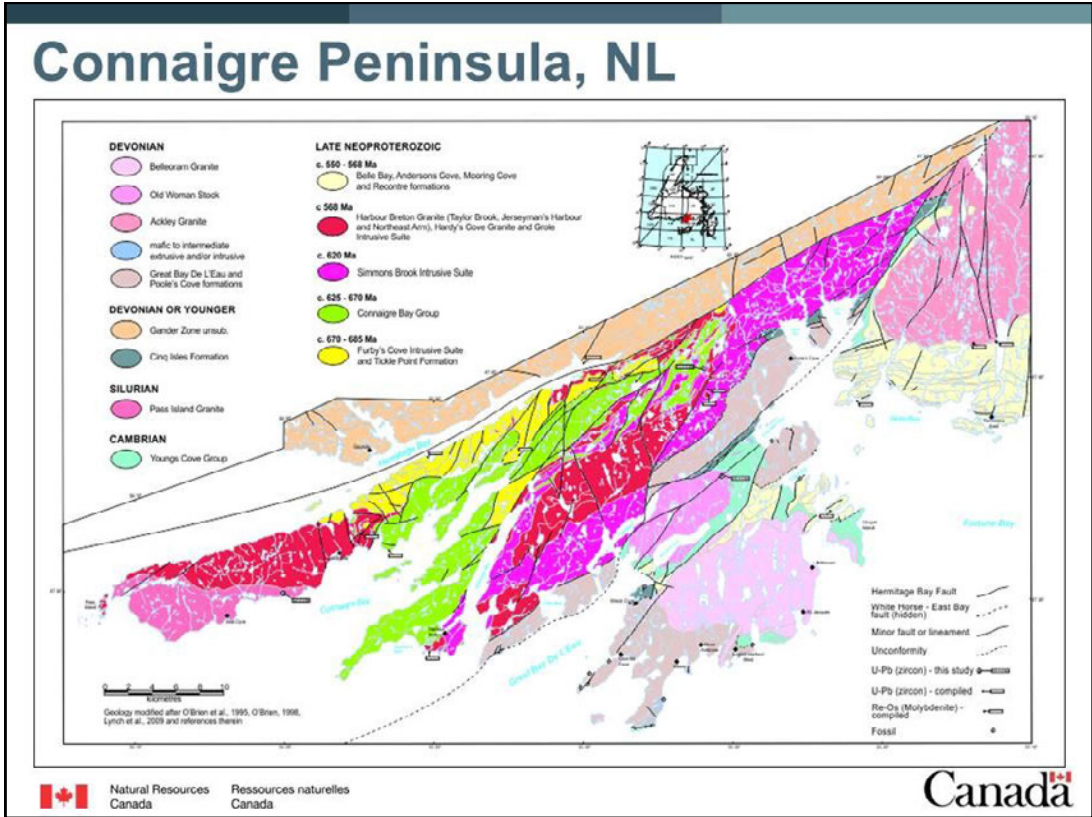 Connaigre Peninsula, NL
DEVONIAN
Belleoram Granite
Old Woman Stock
Ackley Granite
mafic to intermediate
extrusive and/or intrusive
Great Bay De L'Eau and
Poole's Cove formations
DEVONIAN OR YOUNGER
Gander Zone unsub.
Cinq Isles Formation
SILURIAN
Pass Island Granite
CAMBRIAN
Youngs Cove Group
LATE NEOPROTEROZOIC
c. 550 - 568 Ma
Belle Bay, Andersons Cove, Mooring Cove
and Recontre formations
c 568 Ma
Harbour Breton Granite (Taylor Brook, Jerseyman's Harbour
and Northeast Arm), Hardy's Cove Granite and Grole
Intrusive Suite
c. 620 Ma
Simmons Brook Intrusive Suite
c. 625 - 670 Ma
Connaigre Bay Group
c. 670 - 685 Ma
Furby's Cove Intrusive Suite
and Tickle Point Formation
Hermitage Bay
Fortune Bay
Great Bay De L'Eau
Hermitage Bay Fault
White Horse - East Bay
fault (hidden)
Minor fault or lineament
Unconformity
U-Pb (zircon) - this study
U-Pb (zircon) - compiled
Re-Os (Molybdenite) -
compiled
Fossil
0 2 4 6 8 10
kilometres
Geology modified after O'Brien et al., 1995, O'Brien, 1998,
Lynch et al., 2009 and references therein
Natural Resources Ressources naturelles
Canada Canada
Canada